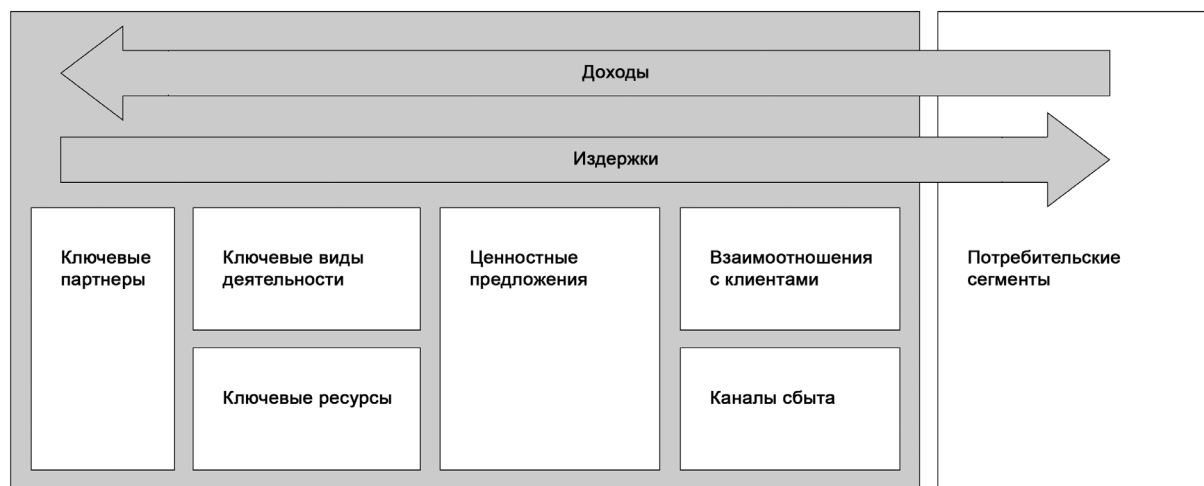 Доходы
Издержки
Ключевые
партнеры
Ключевые виды
деятельности
Ключевые ресурсы
Ценностные
предложения
Взаимоотношения
с клиентами
Каналы сбыта
Потребительские
сегменты